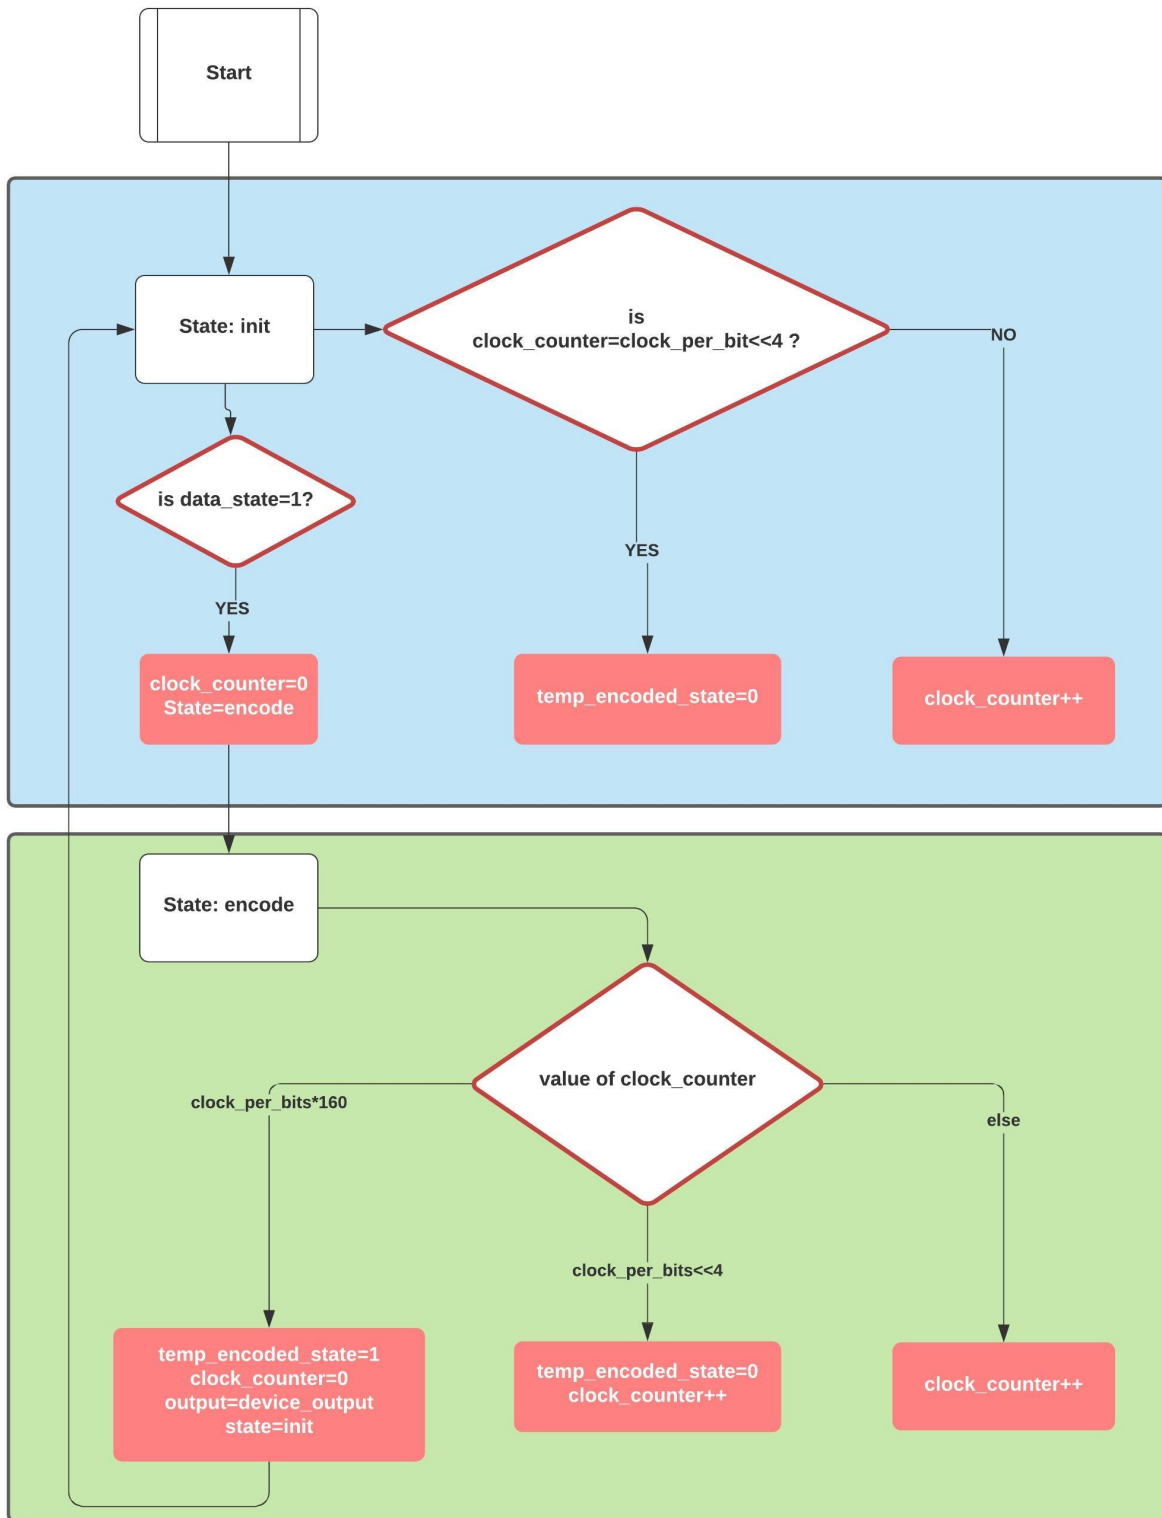 Start
State: init
is
clock_counter=clock_per_bit<<4 ?
NO
is data_state=1?
YES
YES
clock_counter=0
State=encode
temp_encoded_state=0
clock_counter++
State: encode
value of clock_counter
clock_per_bits*160
else
clock_per_bits<<4
temp_encoded_state=1
clock_counter=0
output=device_output
state=init
temp_encoded_state=0
clock_counter++
clock_counter++